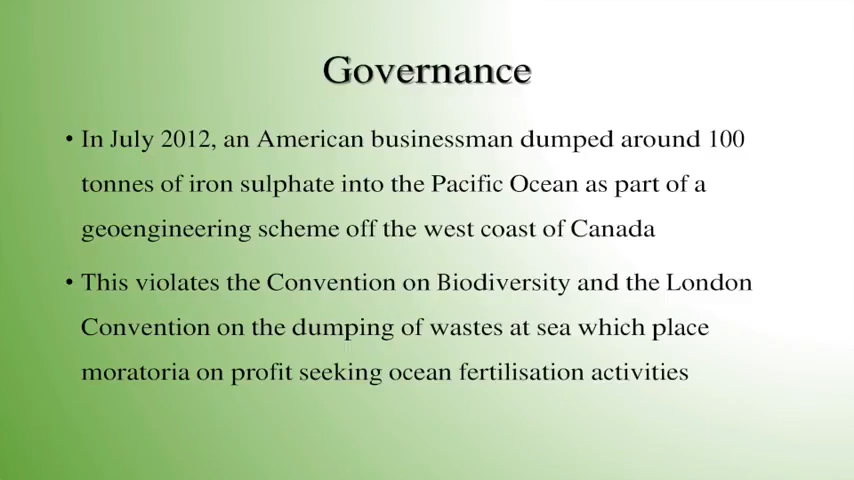 Governance
• In July 2012, an American businessman dumped around 100
tonnes of iron sulphate into the Pacific Ocean as part of a
geoengineering scheme off the west coast of Canada
• This violates the Convention on Biodiversity and the London
Convention on the dumping of wastes at sea which place
moratoria on profit seeking ocean fertilisation activities